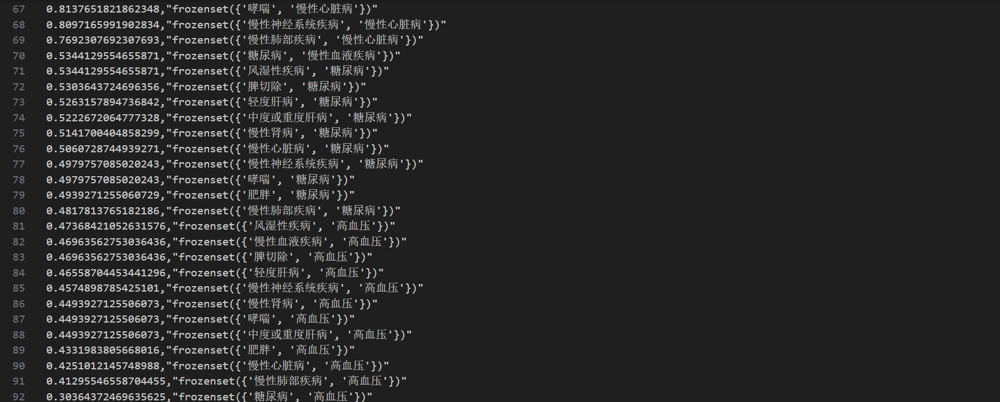 67 0.8137651821862348,"frozenset({'哮喘', '慢性心脏病'})"
68 0.8097165991902834,"frozenset({'慢性神经系统疾病', '慢性心脏病'})"
69 0.7692307692307693,"frozenset({'慢性肺部疾病', '慢性心脏病'})"
70 0.5344129554655871,"frozenset({'糖尿病', '慢性血液疾病'})"
71 0.5344129554655871,"frozenset({'风湿性疾病', '糖尿病'})"
72 0.5303643724696356,"frozenset({'脾切除', '糖尿病'})"
73 0.5263157894736842,"frozenset({'轻度肝病', '糖尿病'})"
74 0.5222672064777328,"frozenset({'中度或重度肝病', '糖尿病'})"
75 0.5141700404858299,"frozenset({'慢性肾病', '糖尿病'})"
76 0.5060728744939271,"frozenset({'慢性心脏病', '糖尿病'})"
77 0.4979757085020243,"frozenset({'慢性神经系统疾病', '糖尿病'})"
78 0.4979757085020243,"frozenset({'哮喘', '糖尿病'})"
79 0.4939271255060729,"frozenset({'肥胖', '糖尿病'})"
80 0.4817813765182186,"frozenset({'慢性肺部疾病', '糖尿病'})"
81 0.47368421052631576,"frozenset({'风湿性疾病', '高血压'})"
82 0.46963562753036436,"frozenset({'慢性血液疾病', '高血压'})"
83 0.46963562753036436,"frozenset({'脾切除', '高血压'})"
84 0.46558704453441296,"frozenset({'轻度肝病', '高血压'})"
85 0.4574898785425101,"frozenset({'慢性神经系统疾病', '高血压'})"
86 0.4493927125506073,"frozenset({'慢性肾病', '高血压'})"
87 0.4493927125506073,"frozenset({'哮喘', '高血压'})"
88 0.4493927125506073,"frozenset({'中度或重度肝病', '高血压'})"
89 0.4331983805668016,"frozenset({'肥胖', '高血压'})"
90 0.4251012145748988,"frozenset({'慢性心脏病', '高血压'})"
91 0.41295546558704455,"frozenset({'慢性肺部疾病', '高血压'})"
92 0.30364372469635625,"frozenset({'糖尿病', '高血压'})"